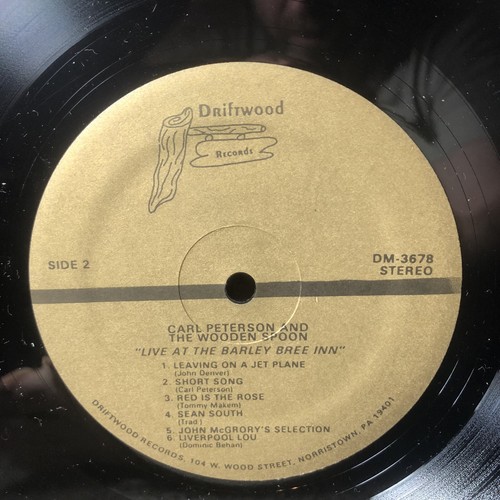 Driftwood
Records
SIDE 2
DM-3678
STEREO
CARL PETERSON AND
THE WOODEN SPOON
"LIVE AT THE BARLEY BREE INN"
1 LEAVING ON A JET PLANE
(John Denver)
2 SHORT SONG
(Carl Peterson)
3 RED IS THE ROSE
(Tommy Makem)
4 SEAN SOUTH
(Trad )
5 JOHN McGRORY'S SELECTION
6 LIVERPOOL LOU
(Dominic Behan)
DRIFTWOOD RECORDS, 104 W. WOOD STREET, NORRISTOWN, PA 19401